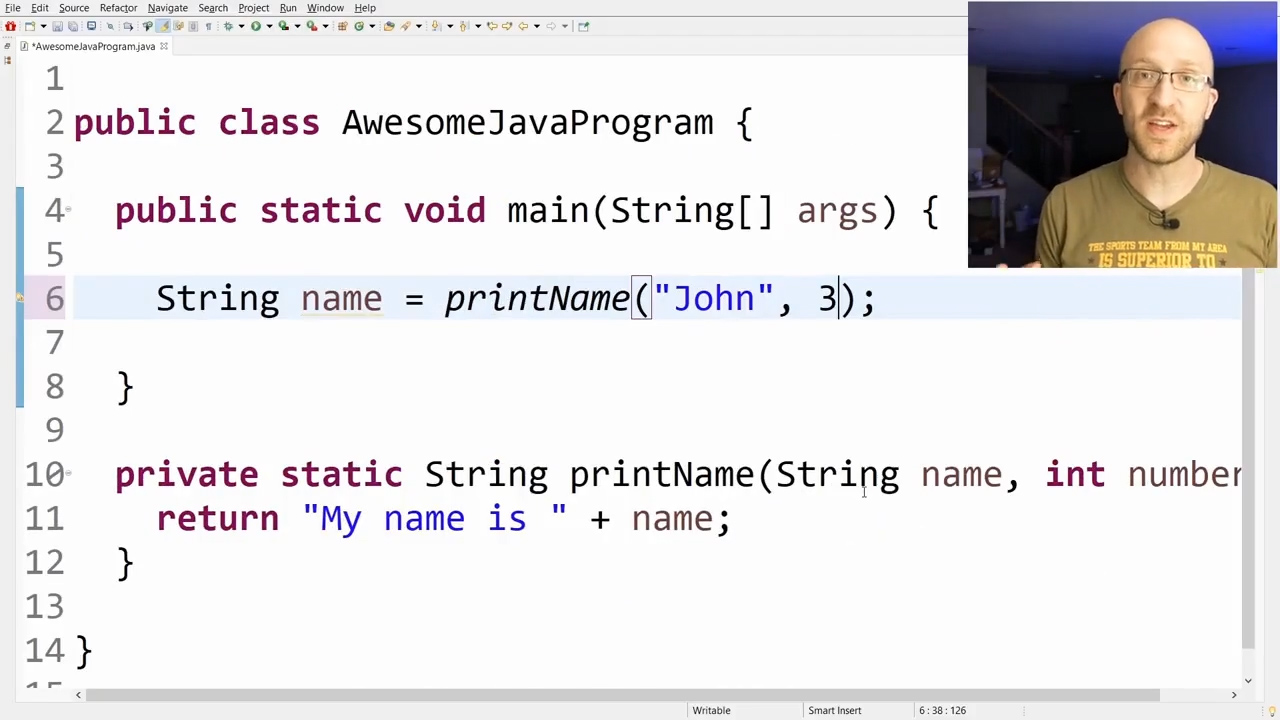 File Edit Source Refactor Navigate Search Project Run Window Help
*AwesomeJavaProgram.java
1
2 public class AwesomeJavaProgram {
3
4 public static void main(String[] args) {
5
6 String name = printName("John", 3);
7
8 }
9
10 private static String printName(String name, int number
11 return "My name is " + name;
12 }
13
14 }
THE SPORTS TEAM FROM MY AREA
IS SUPERIOR TO
Writable Smart Insert 6 : 38 : 126